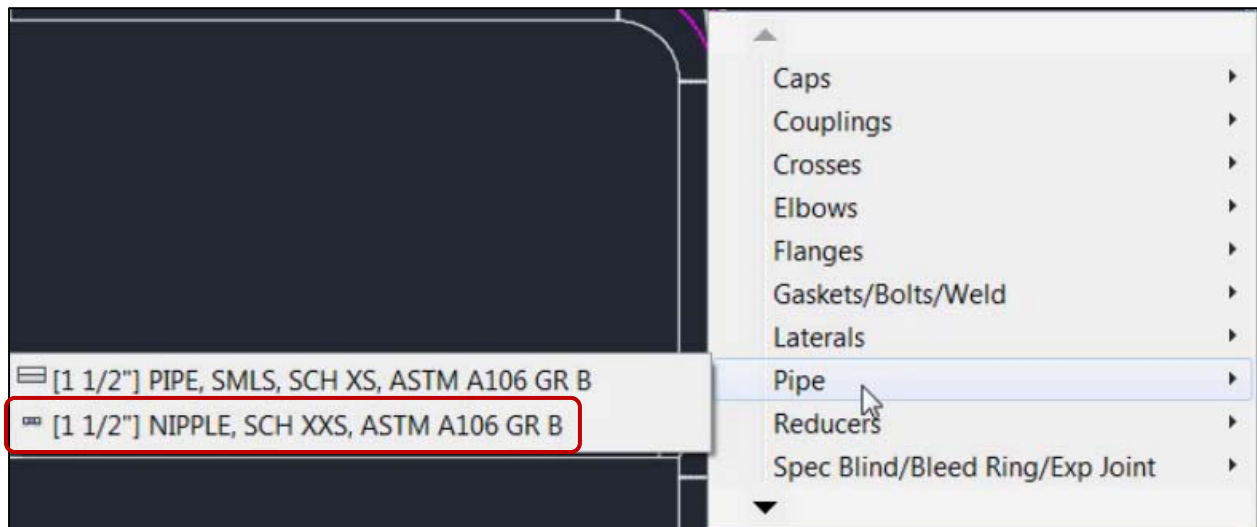 Caps
Couplings
Crosses
Elbows
Flanges
Gaskets/Bolts/Weld
Laterals
Pipe
Reducers
Spec Blind/Bleed Ring/Exp Joint
[1 1/2"] PIPE, SMLS, SCH XS, ASTM A106 GR B
[1 1/2"] NIPPLE, SCH XXS, ASTM A106 GR B